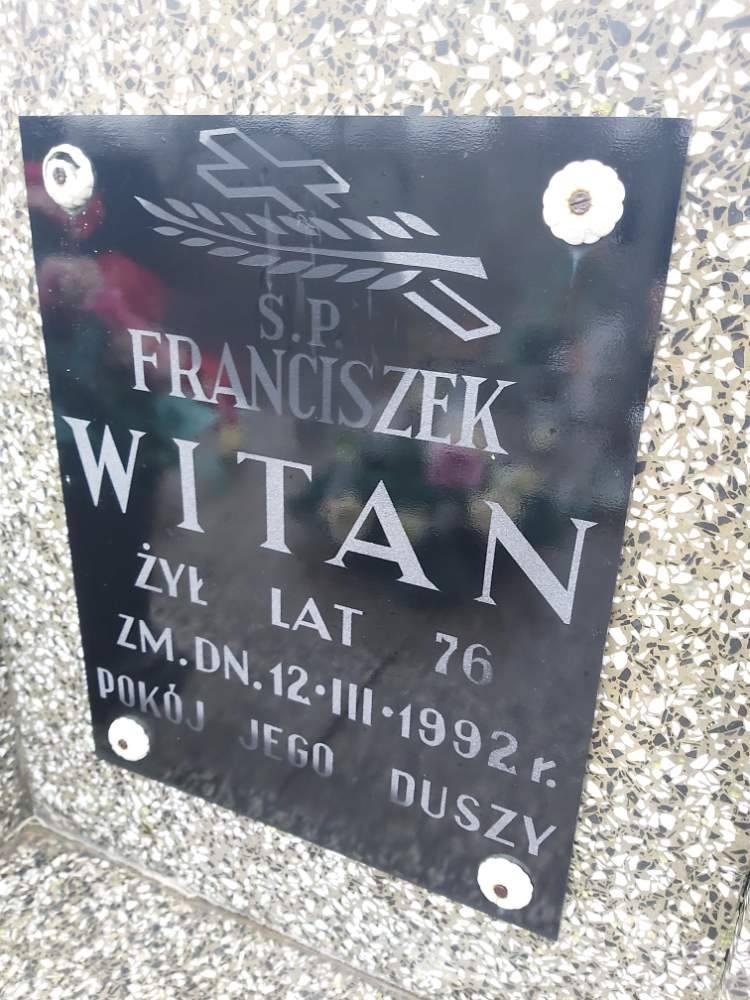 Ś.P.
FRANCISZEK
WITAN
ŻYŁ LAT 76
ZM. DN. 12·III·1992 r.
POKÓJ JEGO DUSZY